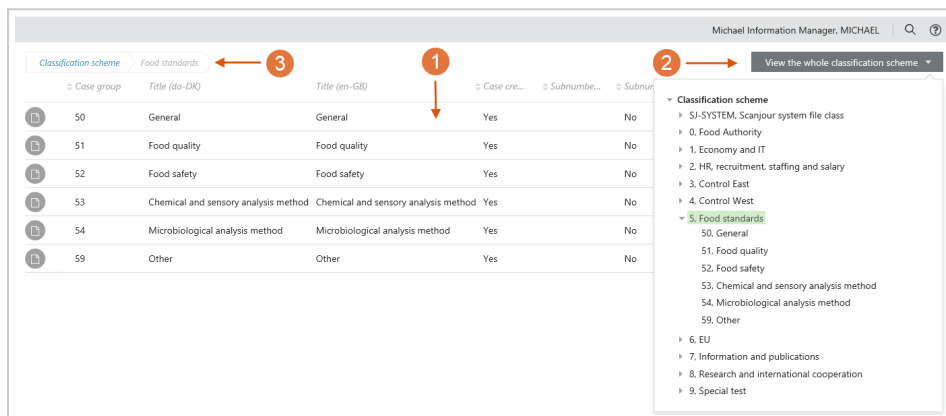 Michael Information Manager, MICHAEL
Classification scheme Food standards 3 1 2 View the whole classification scheme
Case group Title (da-DK) Title (en-GB) Case cre... Subnumbe...
50 General General Yes No
51 Food quality Food quality Yes No
52 Food safety Food safety Yes No
53 Chemical and sensory analysis method Chemical and sensory analysis method Yes No
54 Microbiological analysis method Microbiological analysis method Yes No
59 Other Other Yes No
Classification scheme
SJ-SYSTEM, Scanjour system file class
0, Food Authority
1, Economy and IT
2, HR, recruitment, staffing and salary
3, Control East
4, Control West
5, Food standards
50, General
51, Food quality
52, Food safety
53, Chemical and sensory analysis method
54, Microbiological analysis method
59, Other
6, EU
7, Information and publications
8, Research and international cooperation
9, Special test